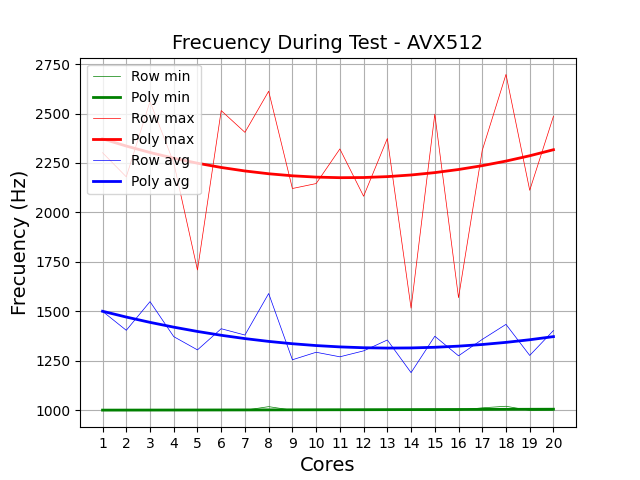 Frecuency During Test - AVX512
Frecuency (Hz)
2750
2500
2250
2000
1750
1500
1250
1000
Row min
Poly min
Row max
Poly max
Row avg
Poly avg
1 2 3 4 5 6 7 8 9 10 11 12 13 14 15 16 17 18 19 20
Cores